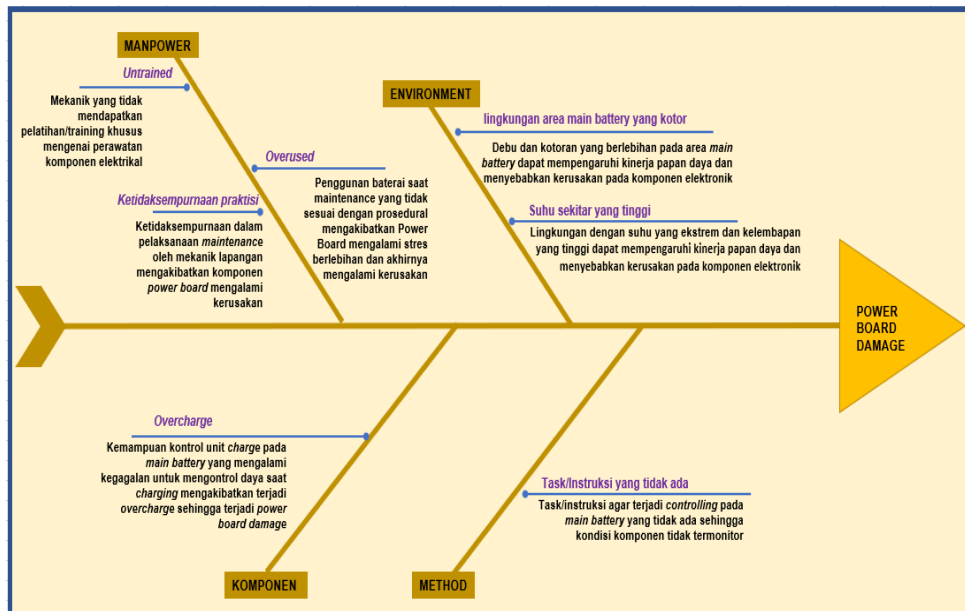 MANPOWER
Untrained
Mekanik yang tidak
mendapatkan
pelatihan/training khusus
mengenai perawatan
komponen elektrikal
Ketidaksempurnaan praktisi
Ketidaksempurnaan dalam
pelaksanaan maintenance
oleh mekanik lapangan
mengakibatkan komponen
power board mengalami
kerusakan
Overused
Penggunan baterai saat
maintenance yang tidak
sesuai dengan prosedural
mengakibatkan Power
Board mengalami stres
berlebihan dan akhirnya
mengalami kerusakan
ENVIRONMENT
lingkungan area main battery yang kotor
Debu dan kotoran yang berlebihan pada area main
battery dapat mempengaruhi kinerja papan daya dan
menyebabkan kerusakan pada komponen elektronik
Suhu sekitar yang tinggi
Lingkungan dengan suhu yang ekstrem dan kelembapan
yang tinggi dapat mempengaruhi kinerja papan daya dan
menyebabkan kerusakan pada komponen elektronik
POWER
BOARD
DAMAGE
Overcharge
Kemampuan kontrol unit charge pada
main battery yang mengalami
kegagalan untuk mengontrol daya saat
charging mengakibatkan terjadi
overcharge sehingga terjadi power
board damage
KOMPONEN
Task/Instruksi yang tidak ada
Task/instruksi agar terjadi controlling pada
main battery yang tidak ada sehingga
kondisi komponen tidak termonitor
METHOD